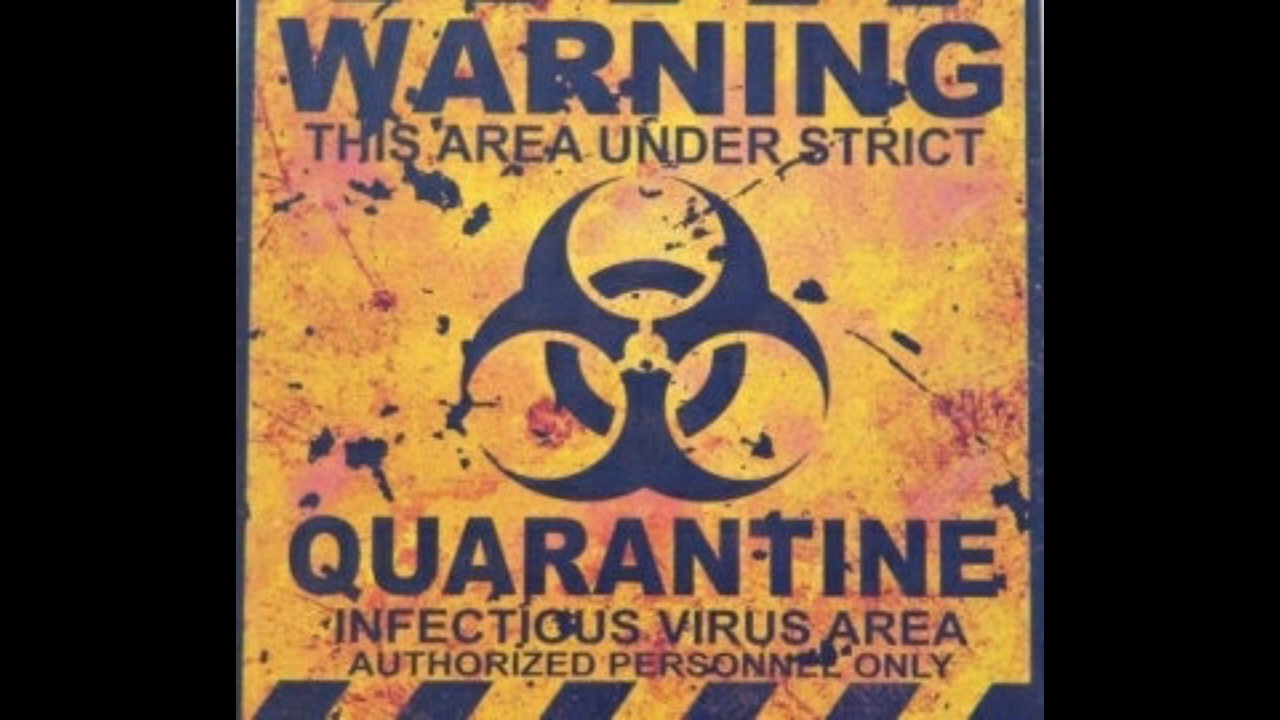 WARNING
THIS AREA UNDER STRICT
QUARANTINE
INFECTIOUS VIRUS AREA
AUTHORIZED PERSONNEL ONLY